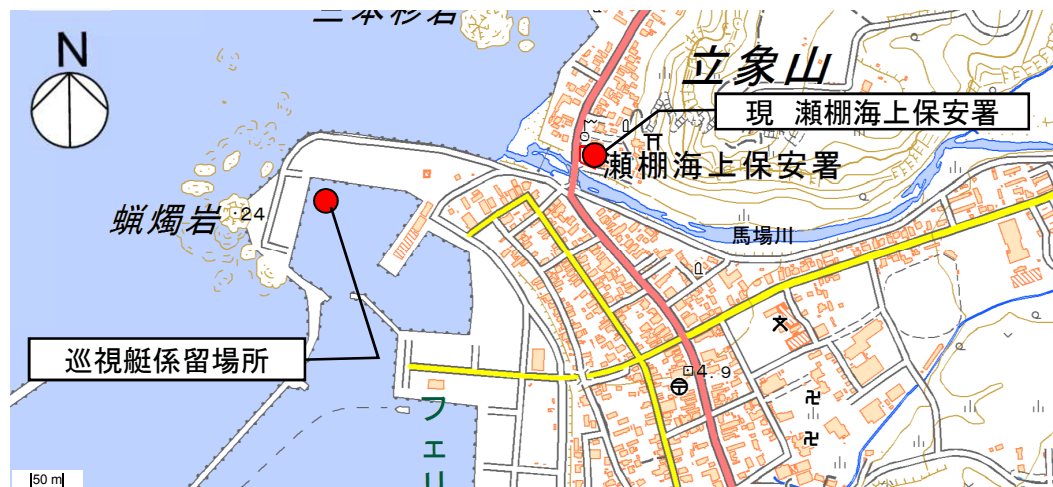 三本杉岩
N
立象山
現 瀬棚海上保安署
瀬棚海上保安署
蝋燭岩
24
馬場川
巡視艇係留場所
4.9
フェリ
50 m